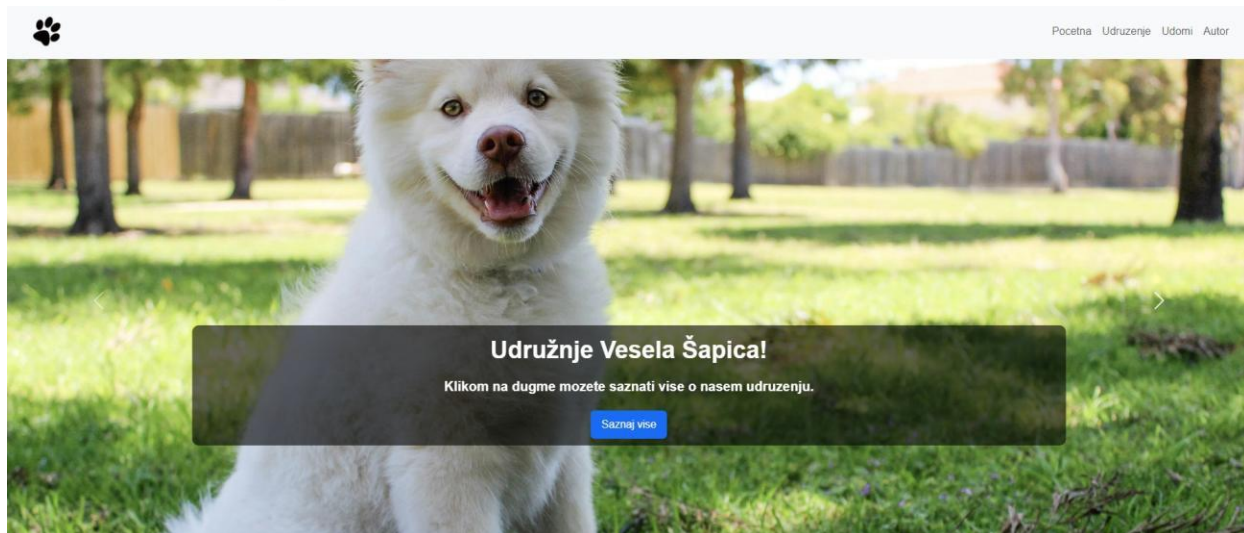 Pocetna Udruzenje Udomi Autor
Udružnje Vesela Šapica!
Klikom na dugme mozete saznati vise o nasem udruzenju.
Saznaj vise